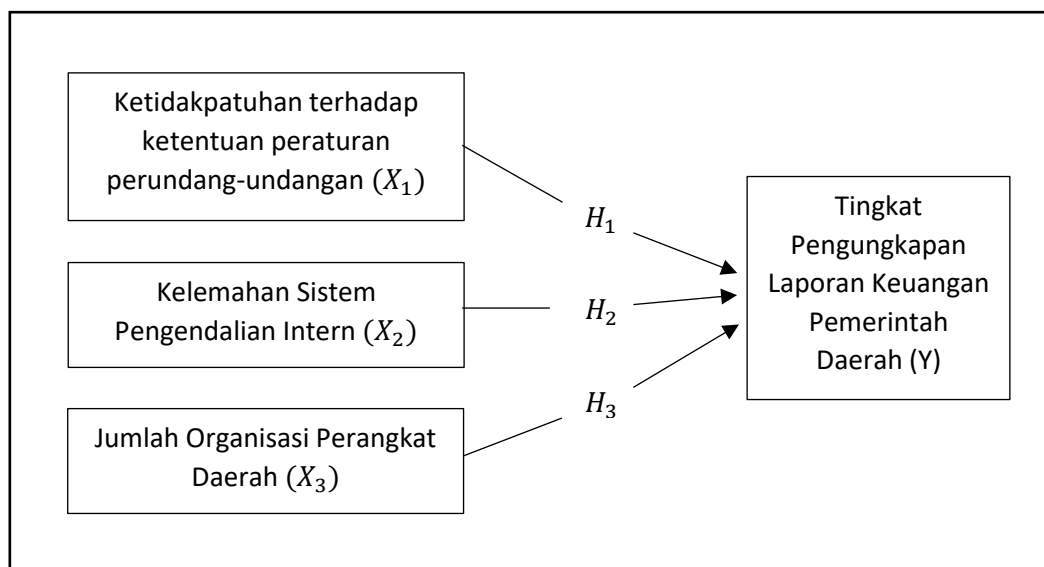 Ketidakpatuhan terhadap
ketentuan peraturan
perundang-undangan (X₁)
H₁
Kelemahan Sistem
Pengendalian Intern (X₂)
H₂
Jumlah Organisasi Perangkat
Daerah (X₃)
H₃
Tingkat
Pengungkapan
Laporan Keuangan
Pemerintah
Daerah (Y)